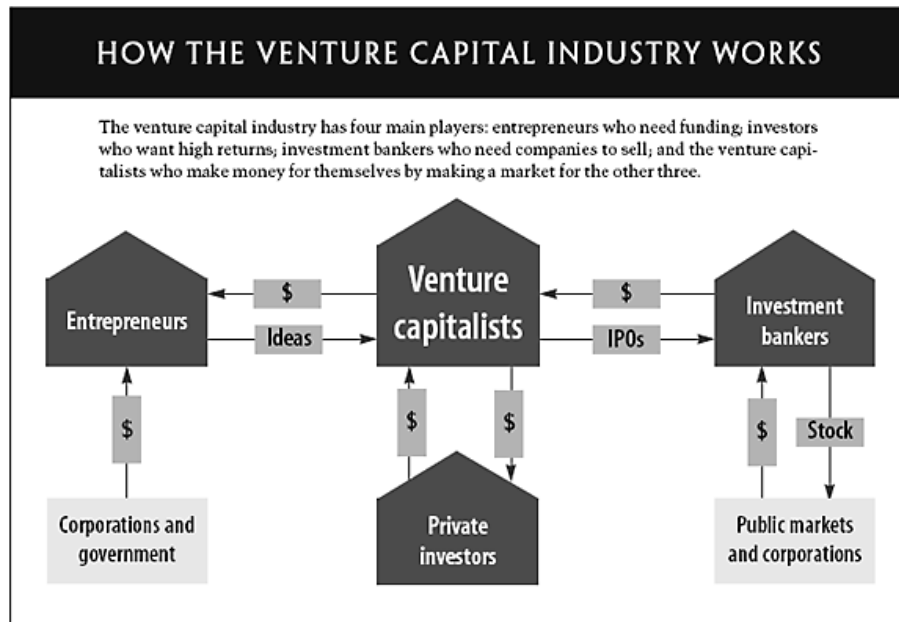 HOW THE VENTURE CAPITAL INDUSTRY WORKS
The venture capital industry has four main players: entrepreneurs who need funding; investors
who want high returns; investment bankers who need companies to sell; and the venture capi-
talists who make money for themselves by making a market for the other three.
Entrepreneurs
$
Ideas
Venture
capitalists
$
IPOs
Investment
bankers
$
$
$
$
Stock
Corporations and
government
Private
investors
Public markets
and corporations